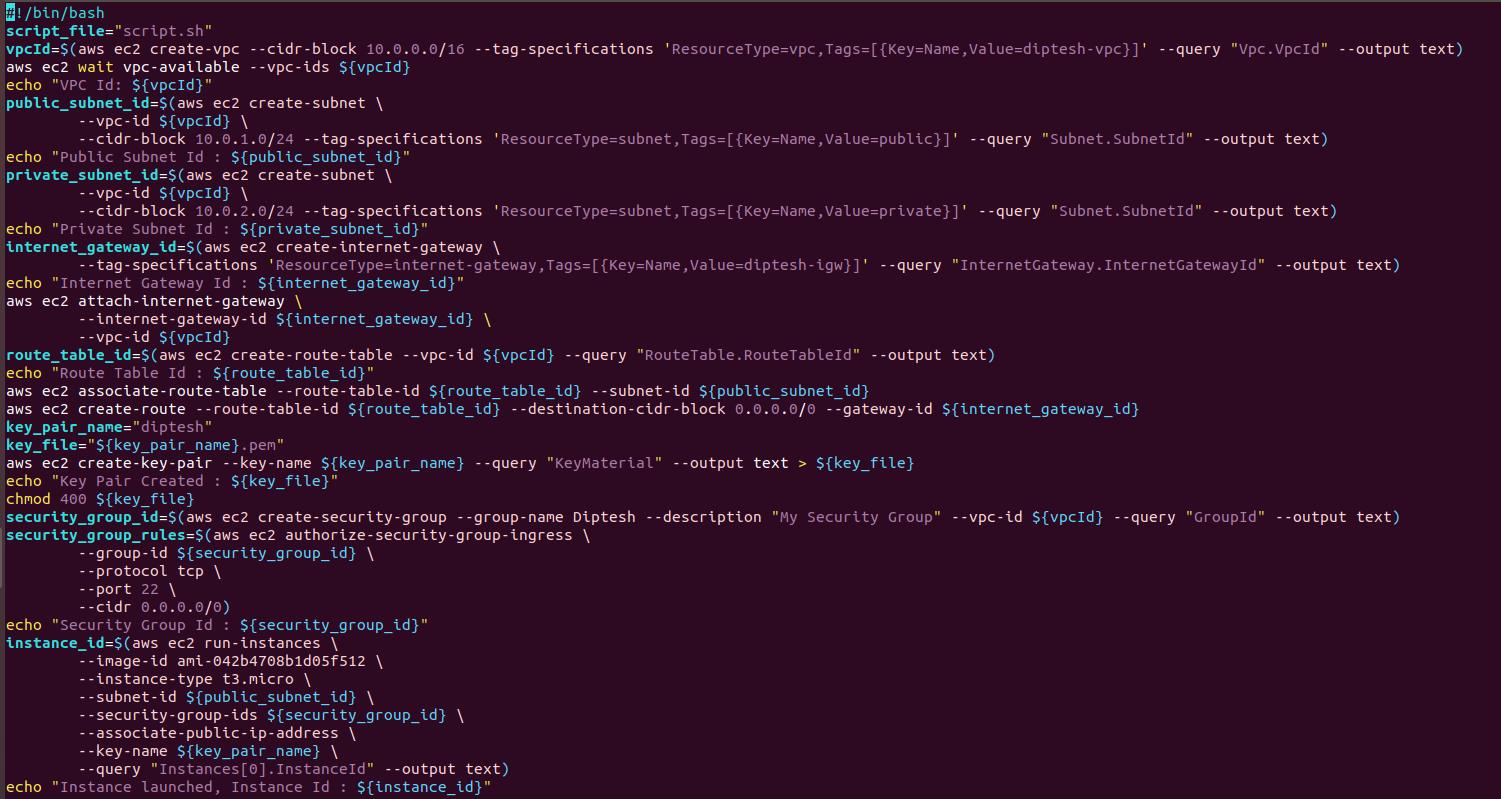 #!/bin/bash
script_file="script.sh"
vpcId=$(aws ec2 create-vpc --cidr-block 10.0.0.0/16 --tag-specifications 'ResourceType=vpc,Tags=[{Key=Name,Value=diptesh-vpc}]' --query "Vpc.VpcId" --output text)
aws ec2 wait vpc-available --vpc-ids ${vpcId}
echo "VPC Id: ${vpcId}"
public_subnet_id=$(aws ec2 create-subnet \
        --vpc-id ${vpcId} \
        --cidr-block 10.0.1.0/24 --tag-specifications 'ResourceType=subnet,Tags=[{Key=Name,Value=public}]' --query "Subnet.SubnetId" --output text)
echo "Public Subnet Id : ${public_subnet_id}"
private_subnet_id=$(aws ec2 create-subnet \
        --vpc-id ${vpcId} \
        --cidr-block 10.0.2.0/24 --tag-specifications 'ResourceType=subnet,Tags=[{Key=Name,Value=private}]' --query "Subnet.SubnetId" --output text)
echo "Private Subnet Id : ${private_subnet_id}"
internet_gateway_id=$(aws ec2 create-internet-gateway \
        --tag-specifications 'ResourceType=internet-gateway,Tags=[{Key=Name,Value=diptesh-igw}]' --query "InternetGateway.InternetGatewayId" --output text)
echo "Internet Gateway Id : ${internet_gateway_id}"
aws ec2 attach-internet-gateway \
        --internet-gateway-id ${internet_gateway_id} \
        --vpc-id ${vpcId}
route_table_id=$(aws ec2 create-route-table --vpc-id ${vpcId} --query "RouteTable.RouteTableId" --output text)
echo "Route Table Id : ${route_table_id}"
aws ec2 associate-route-table --route-table-id ${route_table_id} --subnet-id ${public_subnet_id}
aws ec2 create-route --route-table-id ${route_table_id} --destination-cidr-block 0.0.0.0/0 --gateway-id ${internet_gateway_id}
key_pair_name="diptesh"
key_file="${key_pair_name}.pem"
aws ec2 create-key-pair --key-name ${key_pair_name} --query "KeyMaterial" --output text > ${key_file}
echo "Key Pair Created : ${key_file}"
chmod 400 ${key_file}
security_group_id=$(aws ec2 create-security-group --group-name Diptesh --description "My Security Group" --vpc-id ${vpcId} --query "GroupId" --output text)
security_group_rules=$(aws ec2 authorize-security-group-ingress \
        --group-id ${security_group_id} \
        --protocol tcp \
        --port 22 \
        --cidr 0.0.0.0/0)
echo "Security Group Id : ${security_group_id}"
instance_id=$(aws ec2 run-instances \
        --image-id ami-042b4708b1d05f512 \
        --instance-type t3.micro \
        --subnet-id ${public_subnet_id} \
        --security-group-ids ${security_group_id} \
        --associate-public-ip-address \
        --key-name ${key_pair_name} \
        --query "Instances[0].InstanceId" --output text)
echo "Instance launched, Instance Id : ${instance_id}"